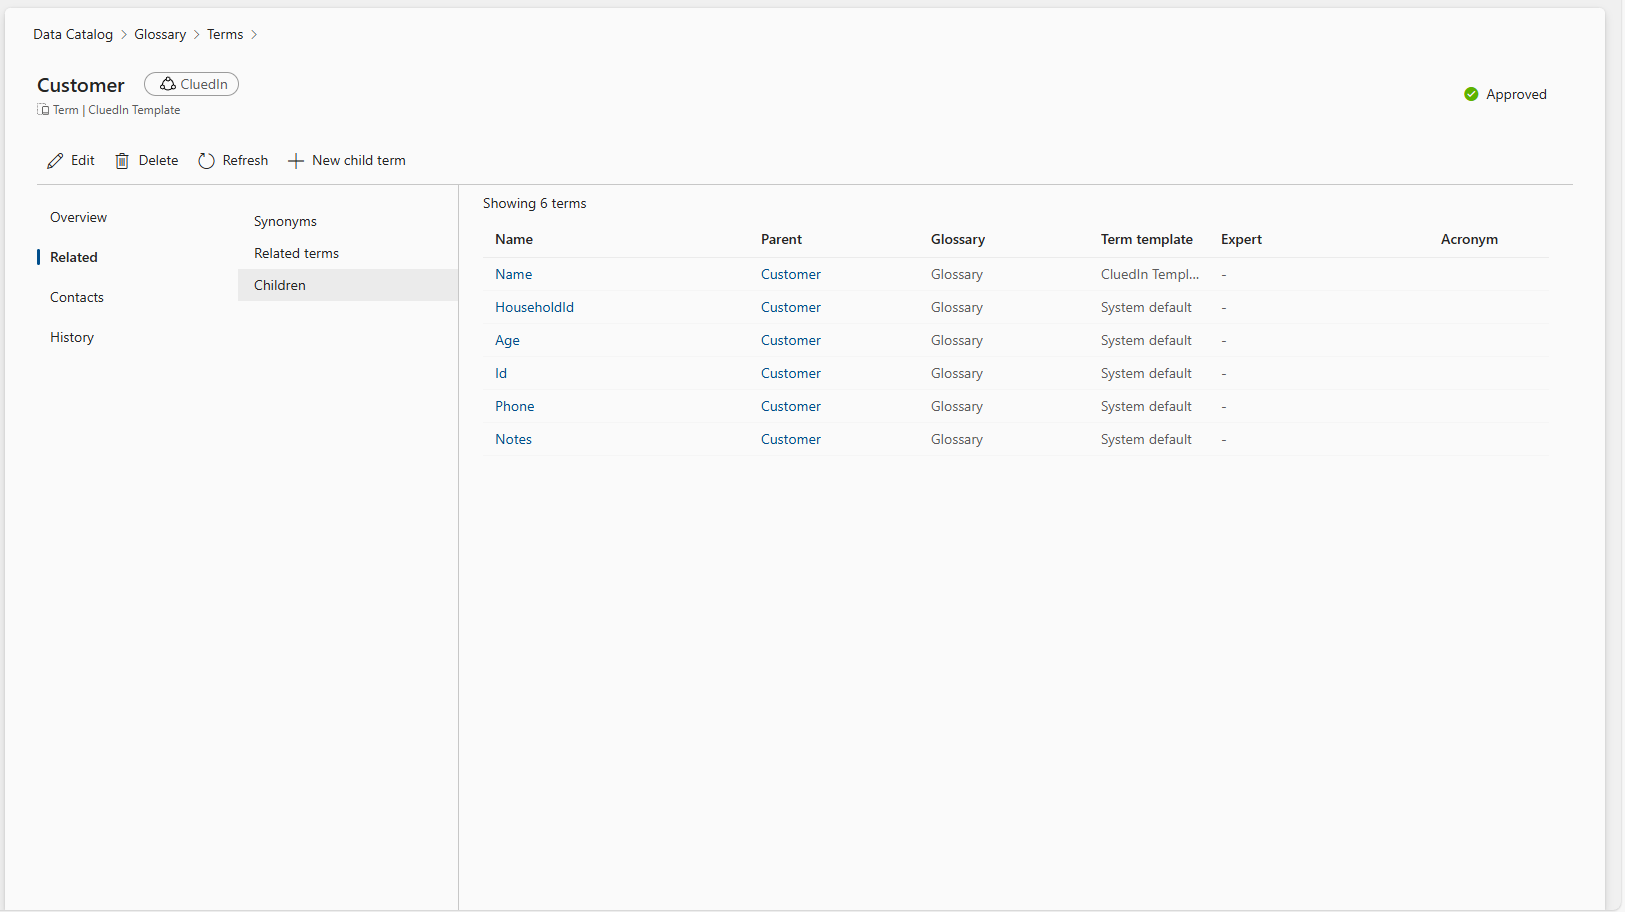 Data Catalog > Glossary > Terms >
Customer CluedIn
Term | CluedIn Template
Approved
Edit Delete Refresh New child term
Overview
Related
Contacts
History
Synonyms
Related terms
Children
Showing 6 terms
Name Parent Glossary Term template Expert Acronym
Name Customer Glossary CluedIn Templ... -
HouseholdId Customer Glossary System default -
Age Customer Glossary System default -
Id Customer Glossary System default -
Phone Customer Glossary System default -
Notes Customer Glossary System default -